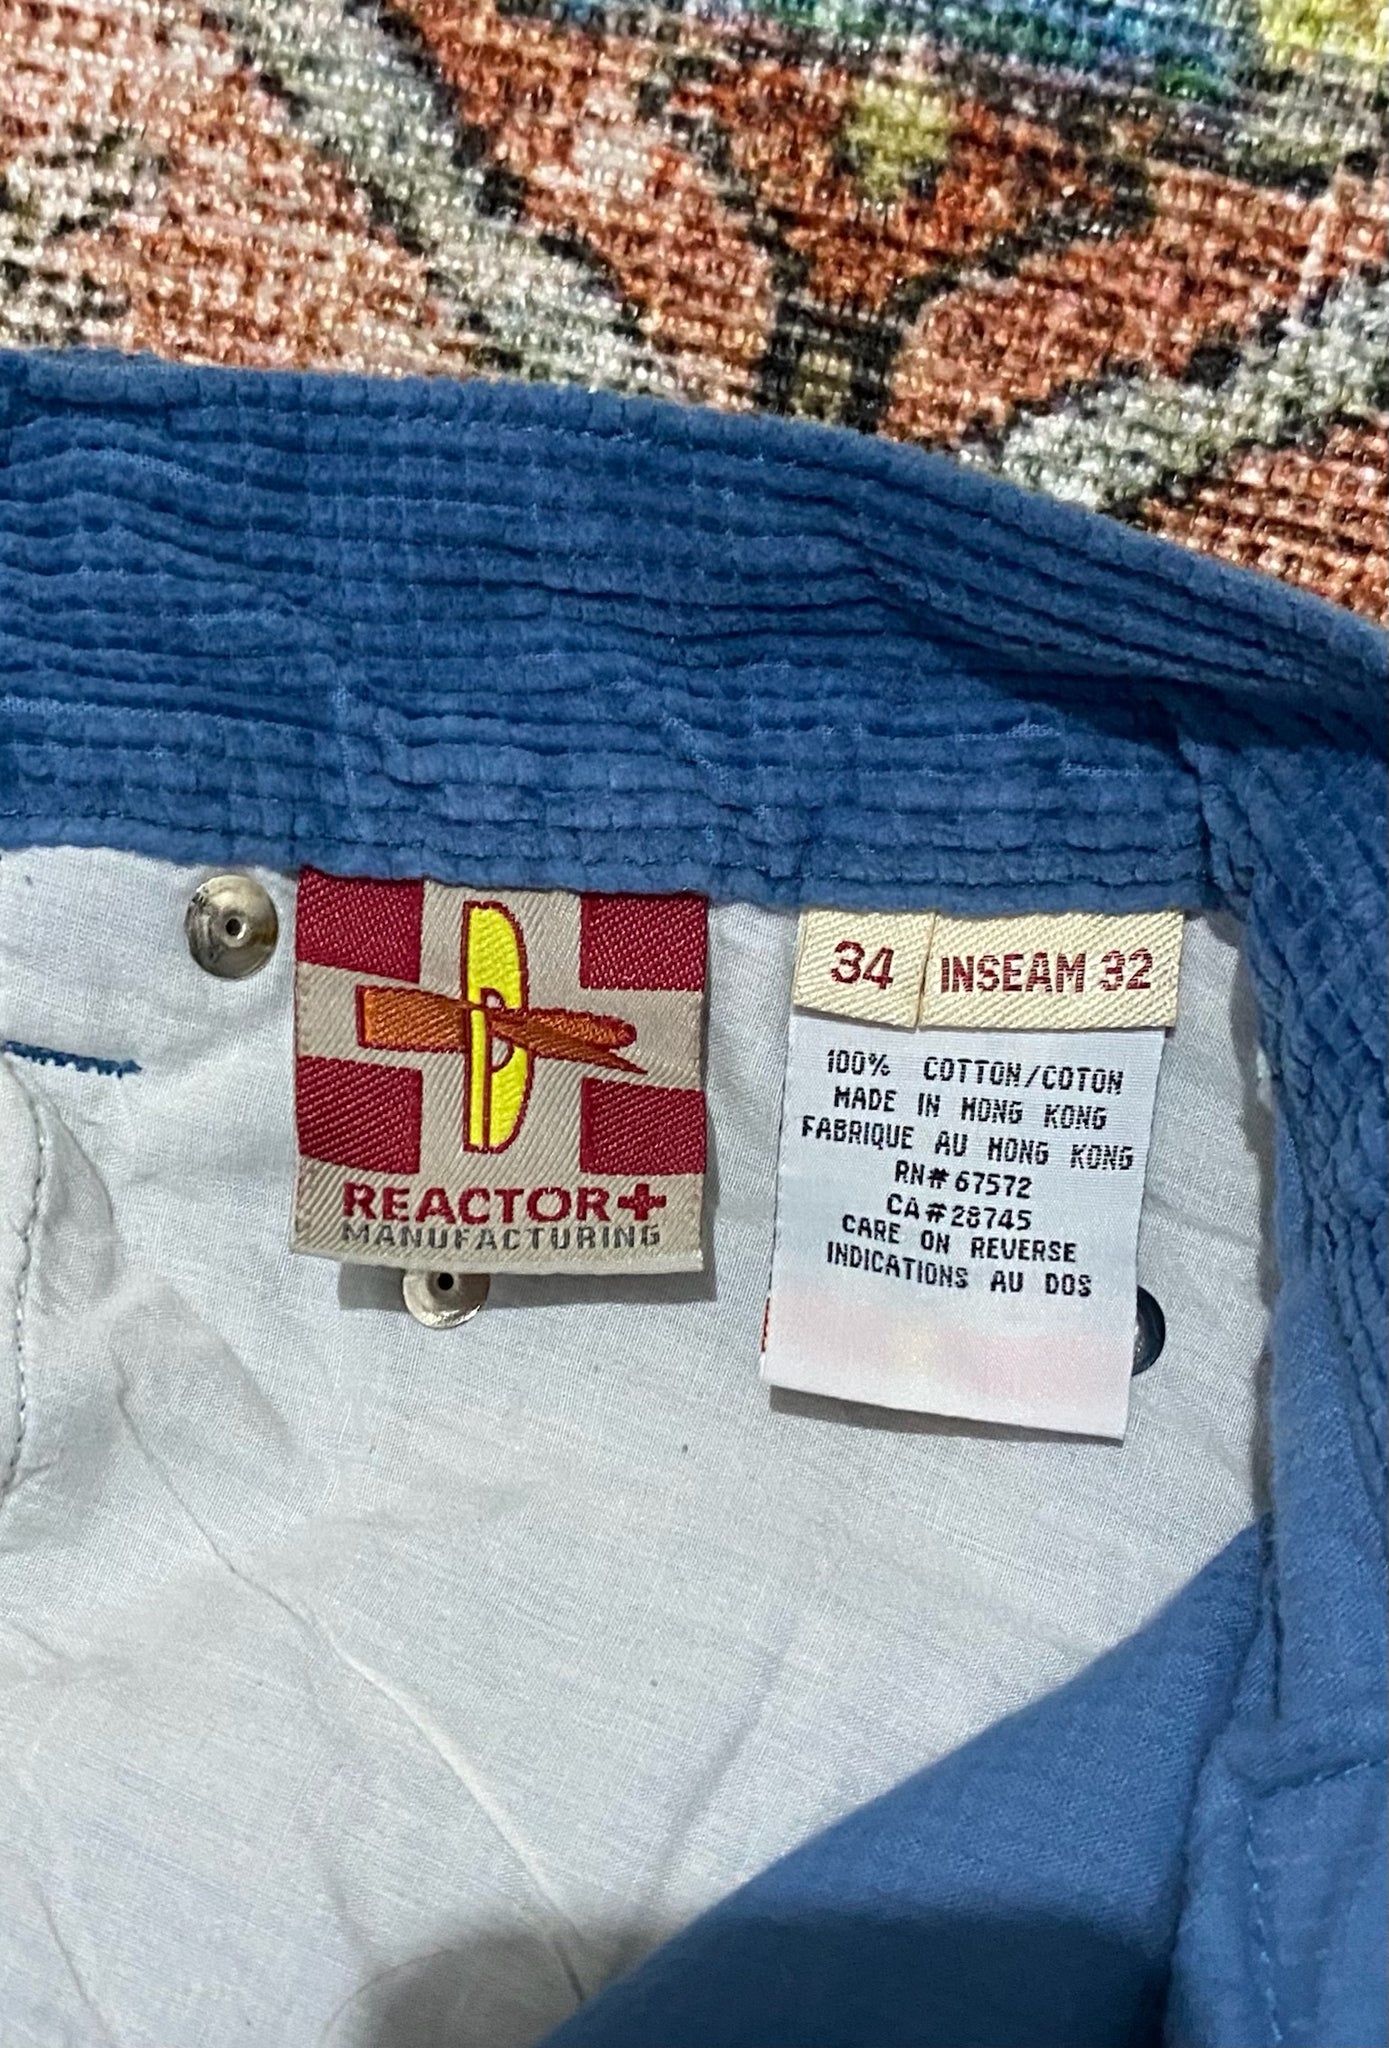 REACTOR+
MANUFACTURING
34
INSEAM 32
100% COTTON/COTON
MADE IN HONG KONG
FABRIQUE AU HONG KONG
RN# 67572
CA# 28745
CARE ON REVERSE
INDICATIONS AU DOS